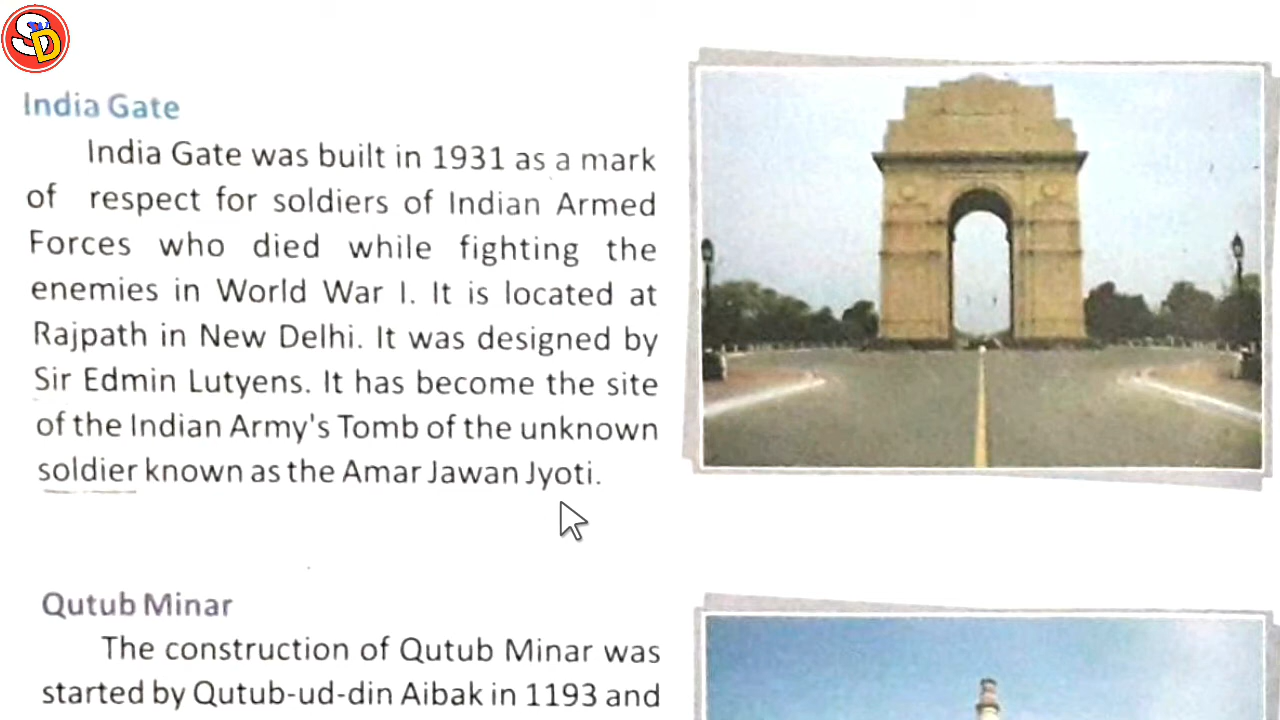 SD
India Gate
India Gate was built in 1931 as a mark
of respect for soldiers of Indian Armed
Forces who died while fighting the
enemies in World War I. It is located at
Rajpath in New Delhi. It was designed by
Sir Edmin Lutyens. It has become the site
of the Indian Army's Tomb of the unknown
soldier known as the Amar Jawan Jyoti.
Qutub Minar
The construction of Qutub Minar was
started by Qutub-ud-din Aibak in 1193 and